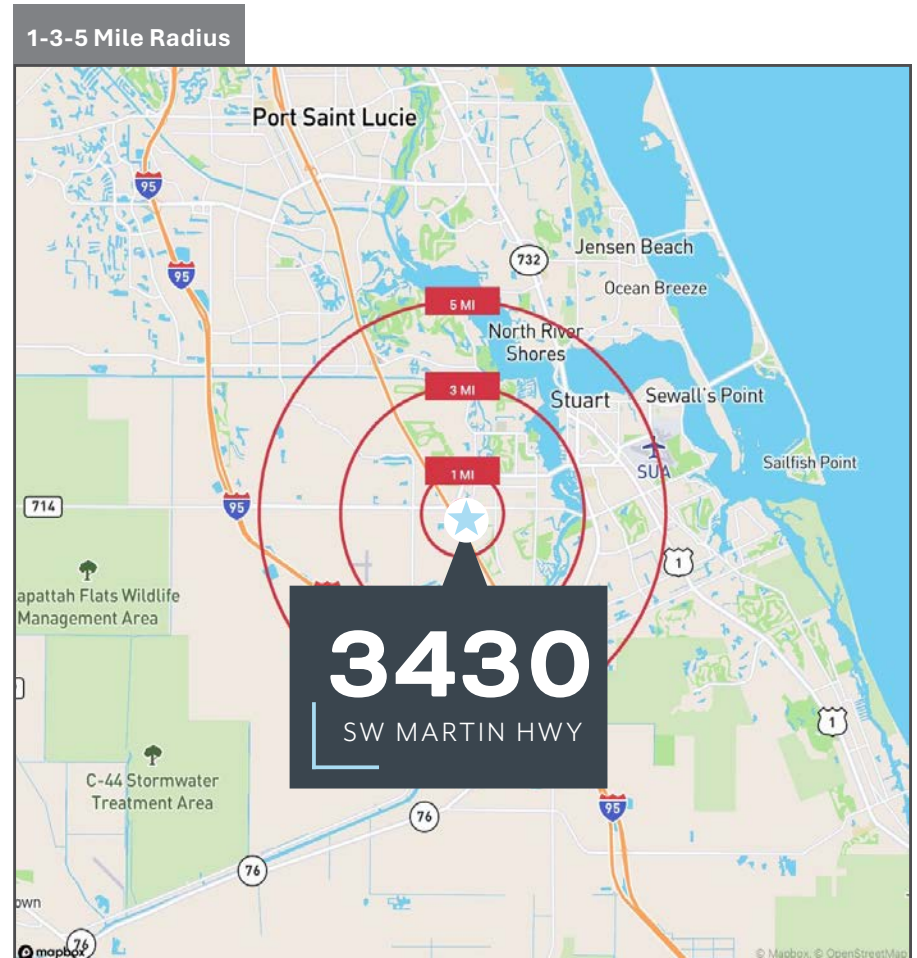 1-3-5 Mile Radius
Port Saint Lucie
95
95
732
Jensen Beach
Ocean Breeze
5 MI
North River
Shores
3 MI
Stuart
Sewall's Point
1 MI
SUA
Sailfish Point
714
95
1
apattah Flats Wildlife
Management Area
3430
SW MARTIN HWY
1
C-44 Stormwater
Treatment Area
76
95
76
own
76
mapbox
© Mapbox, © OpenStreetMap